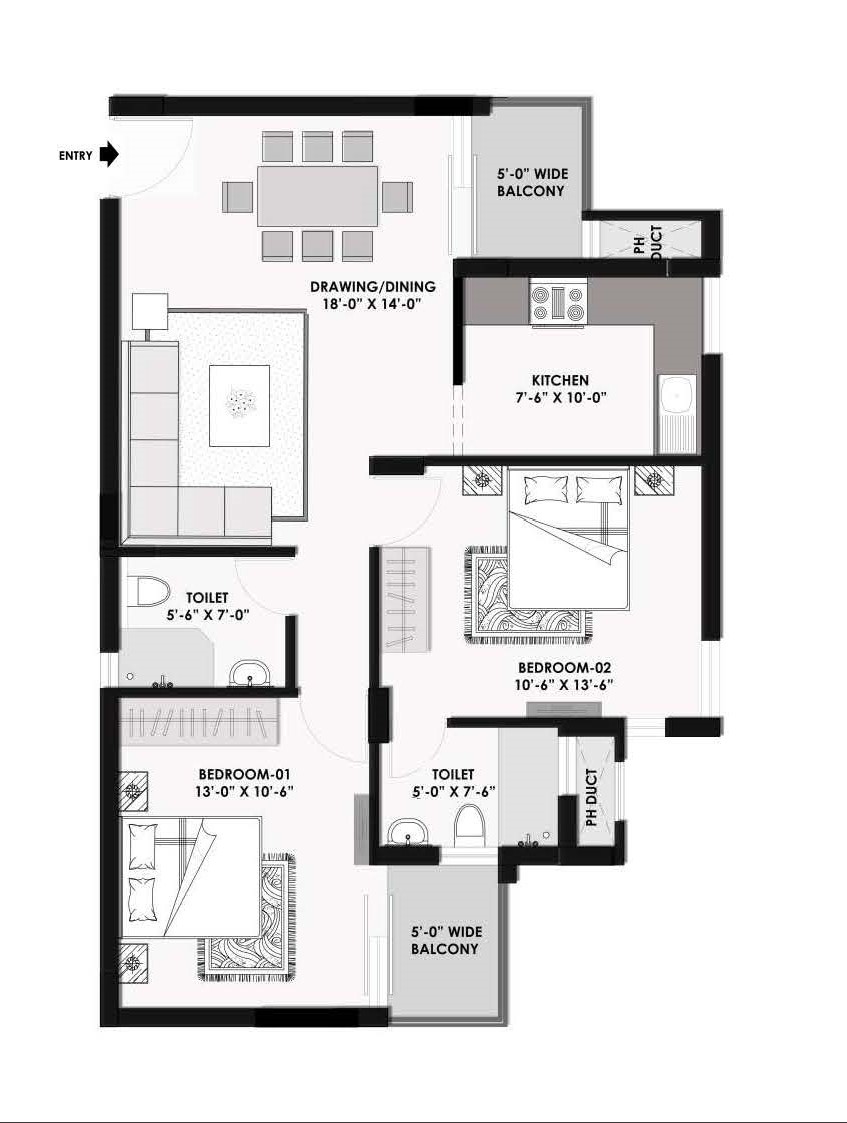 ENTRY
5'-0" WIDE
BALCONY
PH
DUCT
DRAWING/DINING
18'-0" X 14'-0"
KITCHEN
7'-6" X 10'-0"
TOILET
5'-6" X 7'-0"
BEDROOM-02
10'-6" X 13'-6"
BEDROOM-01
13'-0" X 10'-6"
TOILET
5'-0" X 7'-6"
PH DUCT
5'-0" WIDE
BALCONY